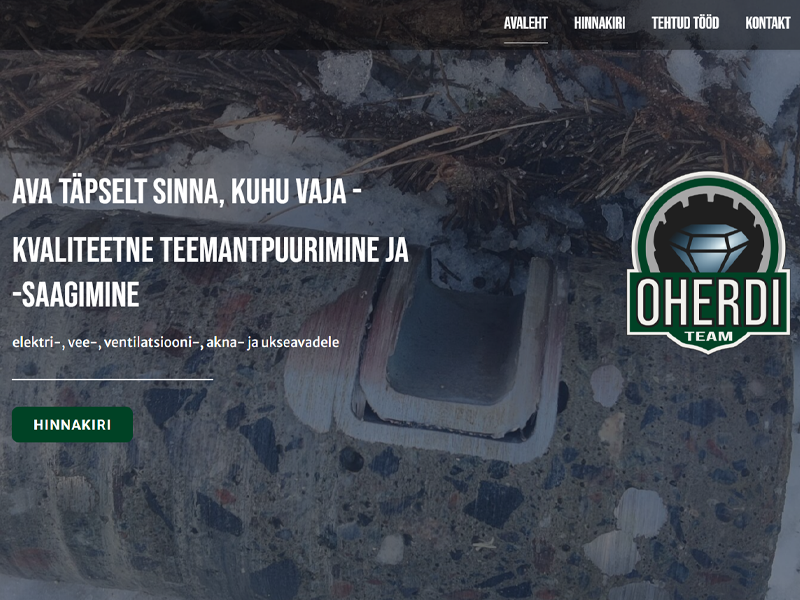 AVALEHT HINNAKIRI TEHTUD TÖÖD KONTAKT
AVA TÄPSELT SINNA, KUHU VAJA -
KVALITEETNE TEEMANTPUURIMINE JA
-SAAGIMINE
elektri-, vee-, ventilatsiooni-, akna- ja ukseavadele
HINNAKIRI
OHERDI
TEAM